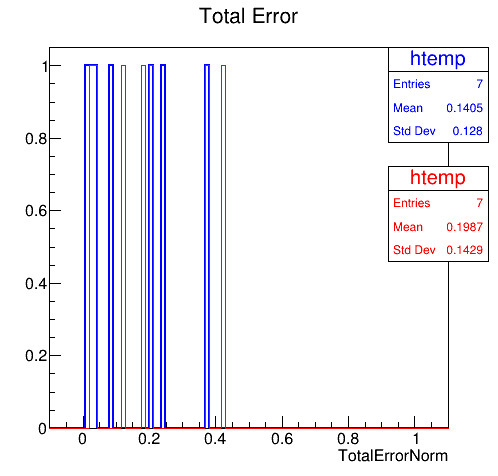 Total Error
htemp
Entries 7
Mean 0.1405
Std Dev 0.128
htemp
Entries 7
Mean 0.1987
Std Dev 0.1429
1
0.8
0.6
0.4
0.2
0
0 0.2 0.4 0.6 0.8 1
TotalErrorNorm